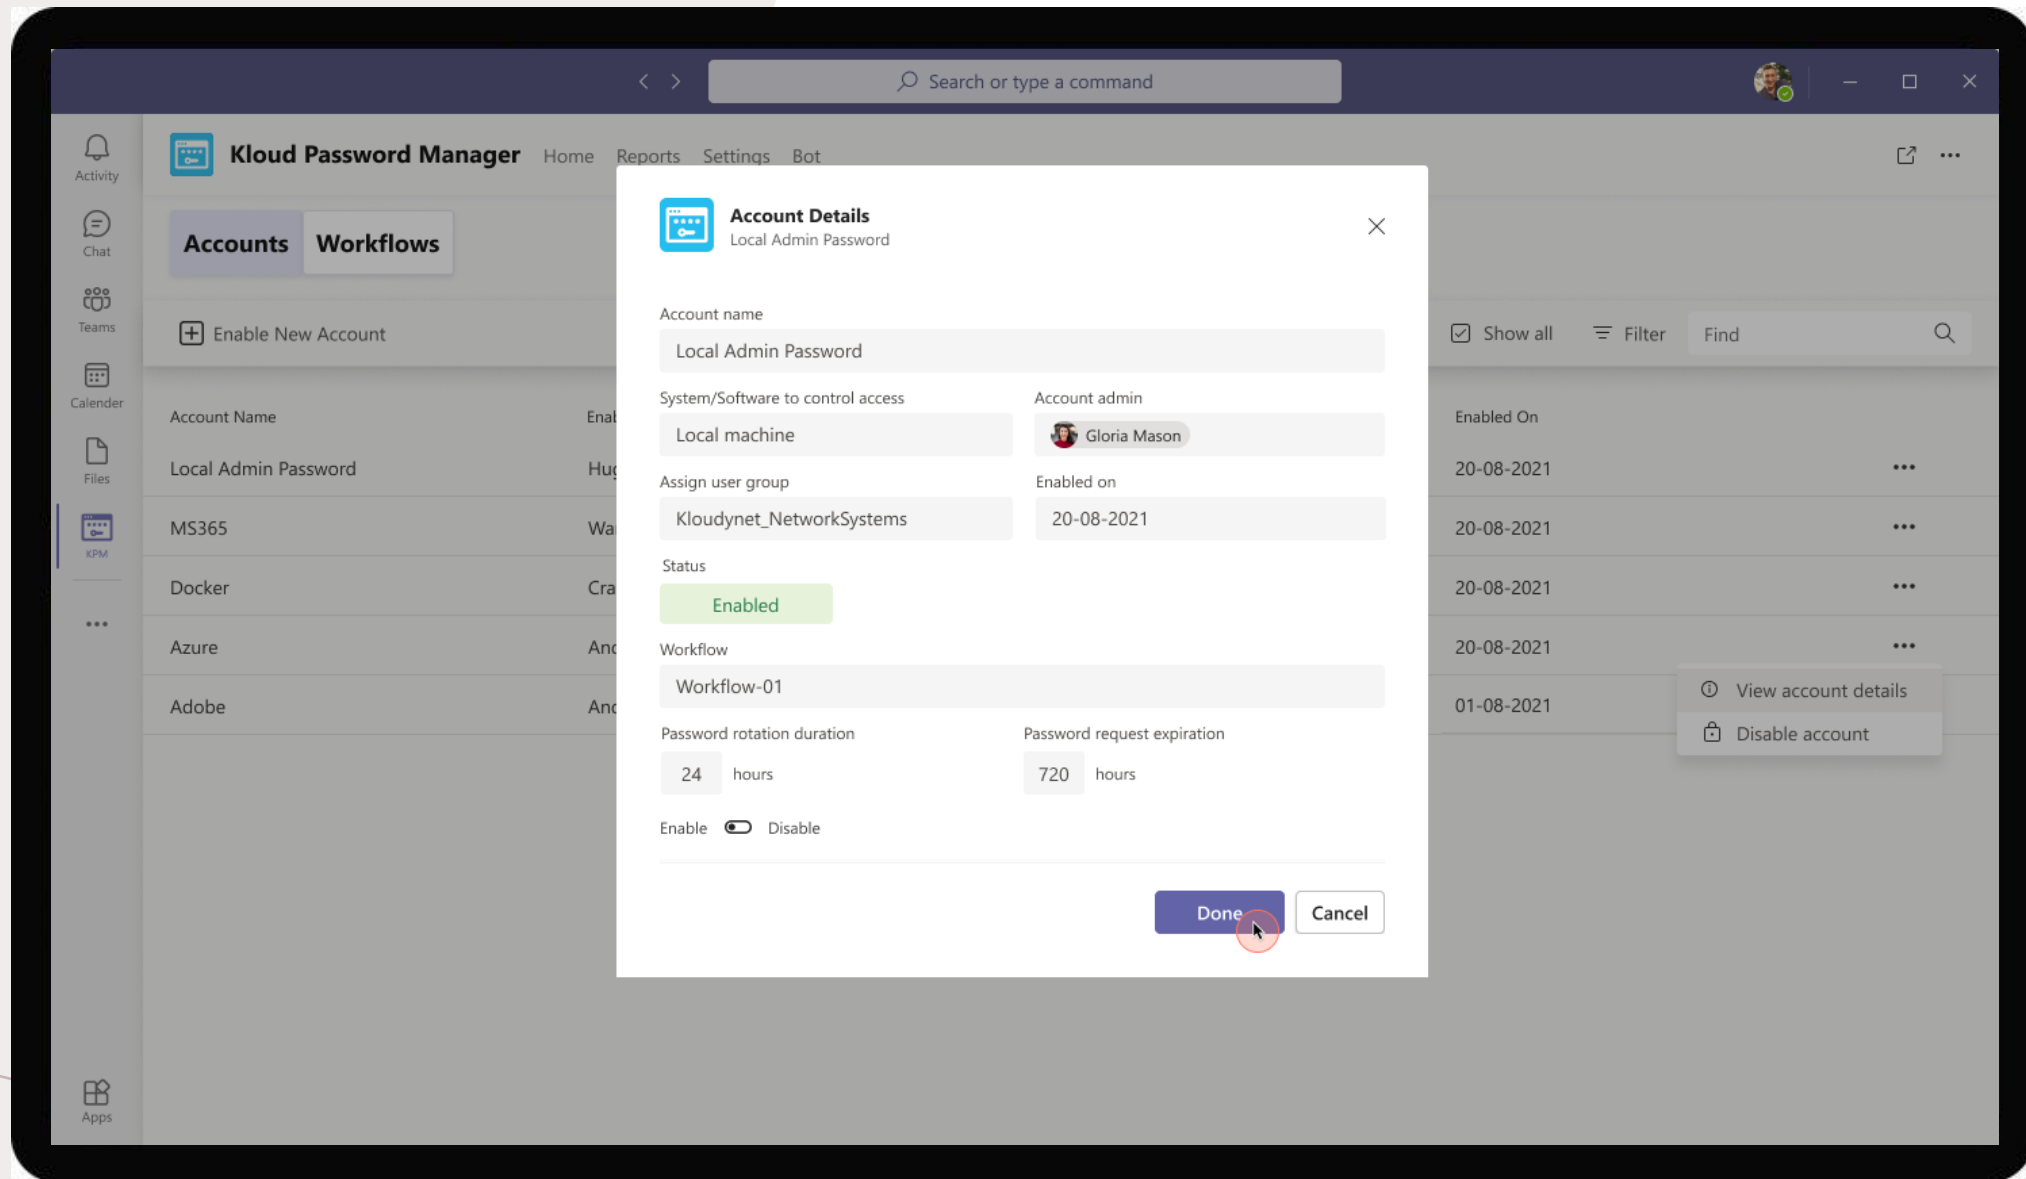 Search or type a command
Activity
Chat
Teams
Calender
Files
KPM
Apps
Kloud Password Manager Home Reports Settings Bot
Accounts Workflows
Enable New Account
Show all Filter Find
Account Name Enabled On
Local Admin Password 20-08-2021
MS365 20-08-2021
Docker 20-08-2021
Azure 20-08-2021
Adobe 01-08-2021
View account details
Disable account
Account Details
Local Admin Password
Account name
Local Admin Password
System/Software to control access Account admin
Local machine Gloria Mason
Assign user group Enabled on
Kloudynet_NetworkSystems 20-08-2021
Status
Enabled
Workflow
Workflow-01
Password rotation duration Password request expiration
24 hours 720 hours
Enable Disable
Done Cancel